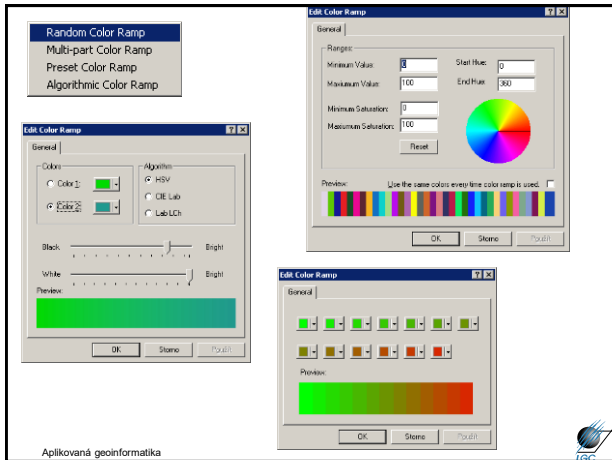 Random Color Ramp
Multi-part Color Ramp
Preset Color Ramp
Algorithmic Color Ramp
Edit Color Ramp
General
Ranges:
Minimum Value: 0
Start Hue: 0
Maxiumum Value: 100
End Hue: 360
Minimum Saturation: 0
Maxumum Saturation: 100
Reset
Preview:
Use the same colors every time color ramp is used.
OK Storno Použít
Edit Color Ramp
General
Colors
Algorithm
Color 1:
HSV
Color 2:
CIE Lab
Lab LCh
Black Bright
White Bright
Preview:
OK Storno Použít
Edit Color Ramp
General
Preview:
OK Storno Použít
Aplikovaná geoinformatika
LGC